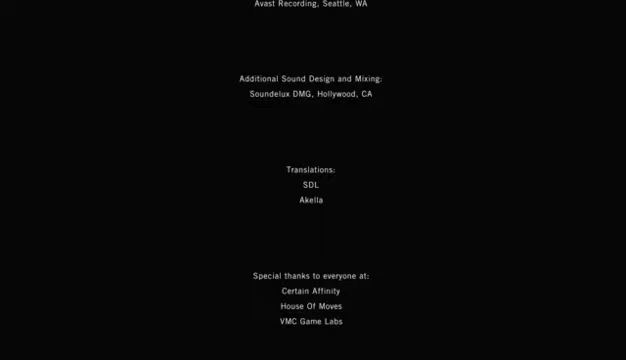 Avast Recording, Seattle, WA
Additional Sound Design and Mixing:
Soundelux DMG, Hollywood, CA
Translations:
SDL
Akella
Special thanks to everyone at:
Certain Affinity
House Of Moves
VMC Game Labs